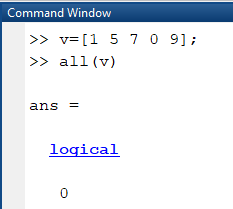 Command Window
>> v=[1 5 7 0 9];
>> all(v)
ans =
logical
0